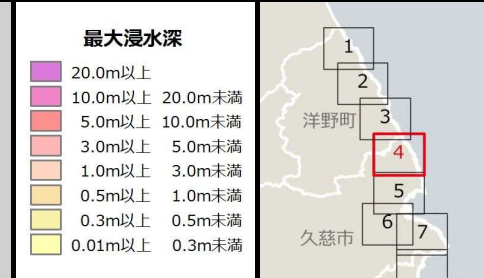 最大浸水深
20.0m以上
10.0m以上 20.0m未満
5.0m以上 10.0m未満
3.0m以上 5.0m未満
1.0m以上 3.0m未満
0.5m以上 1.0m未満
0.3m以上 0.5m未満
0.01m以上 0.3m未満
1
2
3
洋野町
4
5
6
7
久慈市